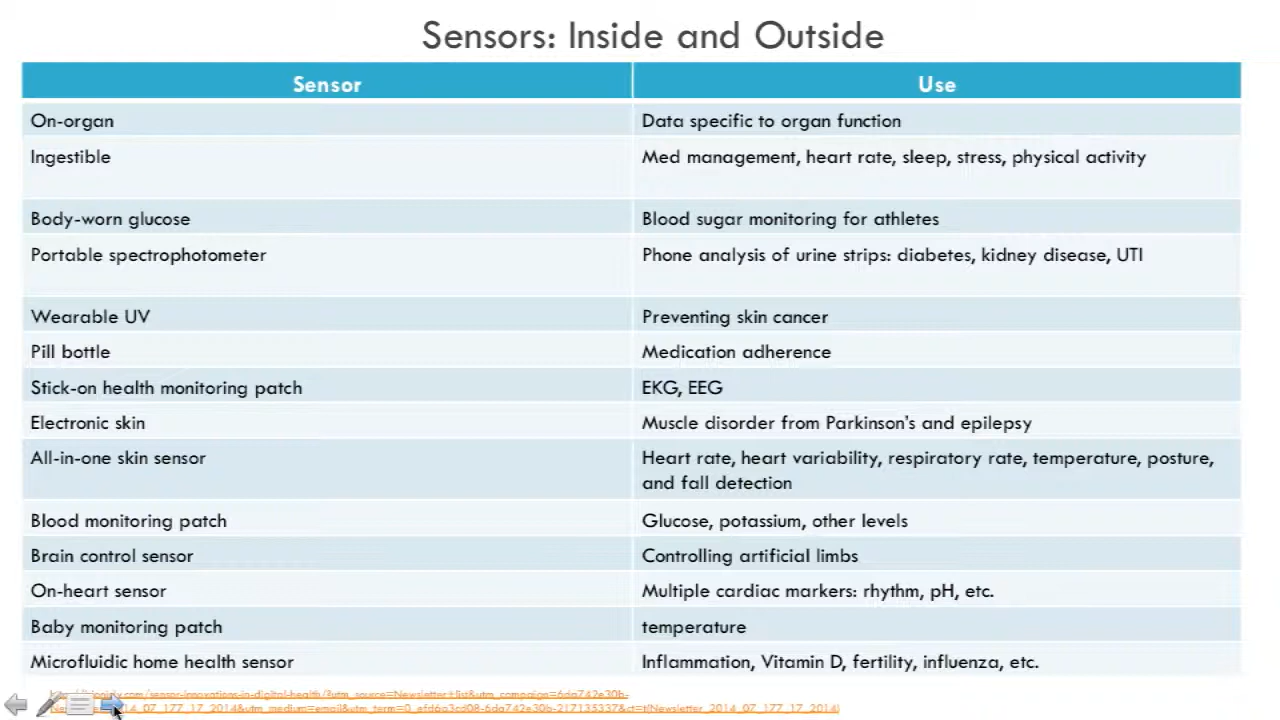 Sensors: Inside and Outside
Sensor Use
On-organ Data specific to organ function
Ingestible Med management, heart rate, sleep, stress, physical activity
Body-worn glucose Blood sugar monitoring for athletes
Portable spectrophotometer Phone analysis of urine strips: diabetes, kidney disease, UTI
Wearable UV Preventing skin cancer
Pill bottle Medication adherence
Stick-on health monitoring patch EKG, EEG
Electronic skin Muscle disorder from Parkinson's and epilepsy
All-in-one skin sensor Heart rate, heart variability, respiratory rate, temperature, posture,
and fall detection
Blood monitoring patch Glucose, potassium, other levels
Brain control sensor Controlling artificial limbs
On-heart sensor Multiple cardiac markers: rhythm, pH, etc.
Baby monitoring patch temperature
Microfluidic home health sensor Inflammation, Vitamin D, fertility, influenza, etc.